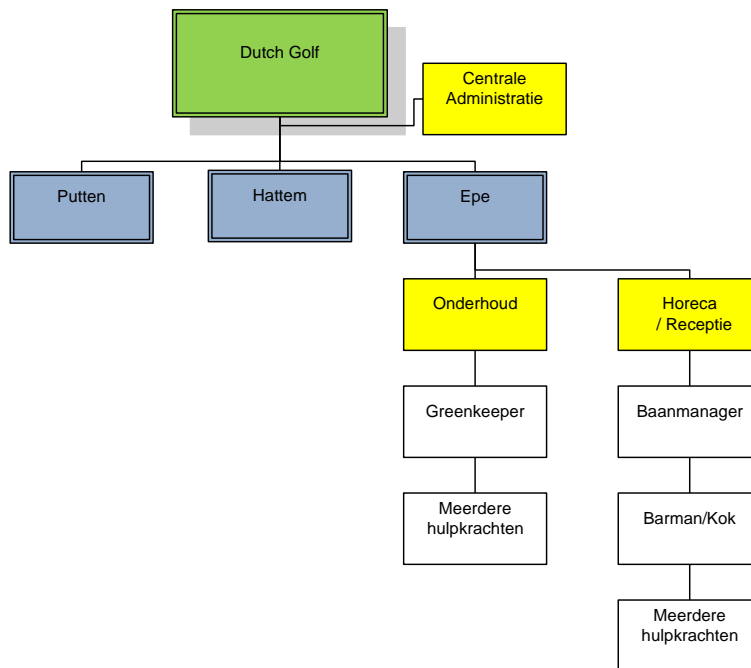 Dutch Golf
Centrale
Administratie
Putten
Hattem
Epe
Onderhoud
Horeca
/ Receptie
Greenkeeper
Baanmanager
Meerdere
hulpkrachten
Barman/Kok
Meerdere
hulpkrachten